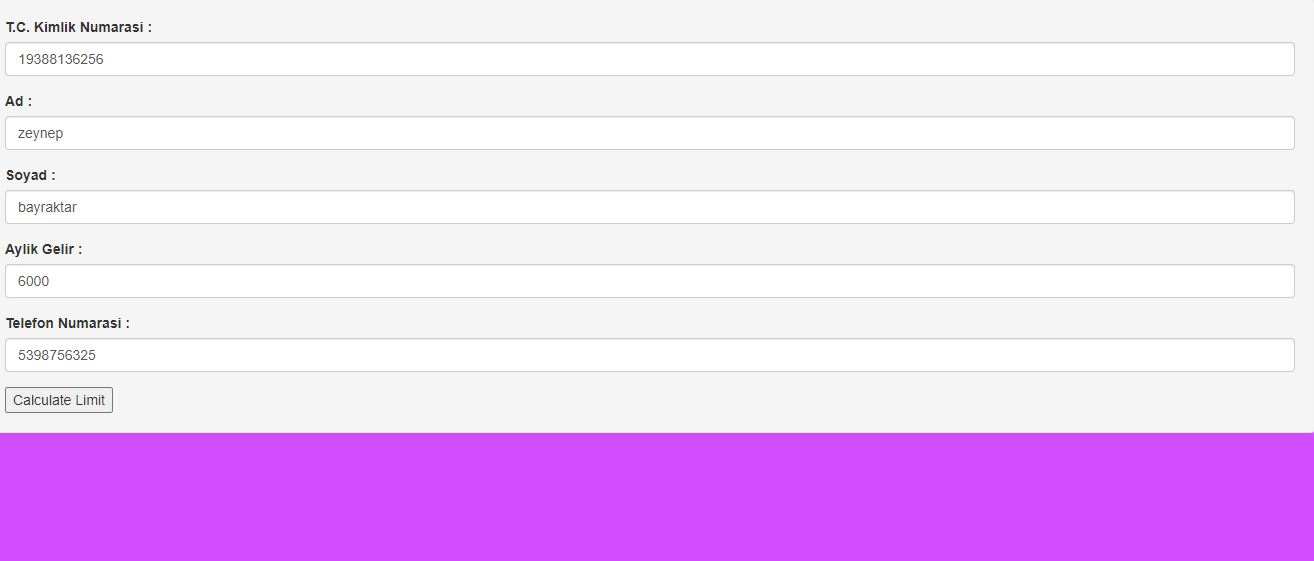 T.C. Kimlik Numarasi :
19388136256
Ad :
zeynep
Soyad :
bayraktar
Aylik Gelir :
6000
Telefon Numarasi :
5398756325
Calculate Limit